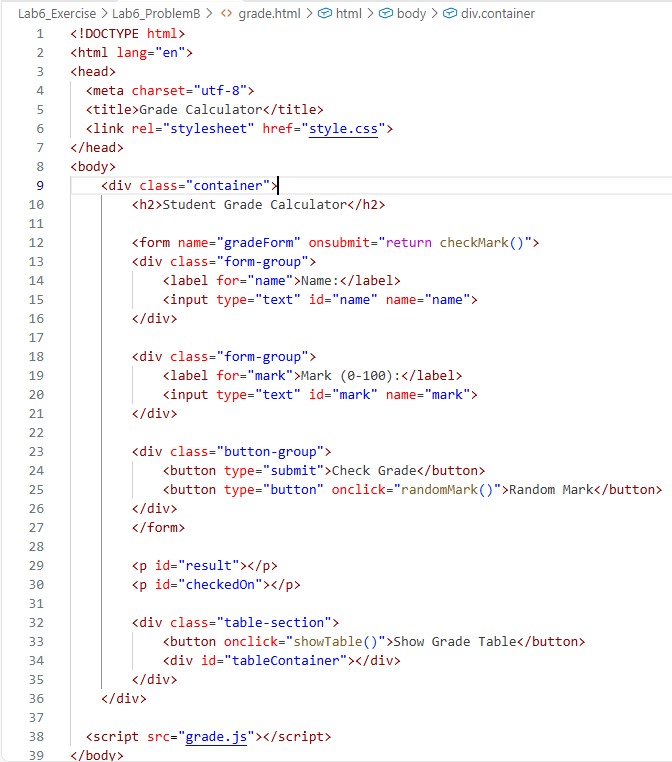 Lab6_Exercise > Lab6_ProblemB > <> grade.html > html > body > div.container
1 <!DOCTYPE html>
2 <html lang="en">
3 <head>
4 <meta charset="utf-8">
5 <title>Grade Calculator</title>
6 <link rel="stylesheet" href="style.css">
7 </head>
8 <body>
9 <div class="container">
10 <h2>Student Grade Calculator</h2>
11
12 <form name="gradeForm" onsubmit="return checkMark()">
13 <div class="form-group">
14 <label for="name">Name:</label>
15 <input type="text" id="name" name="name">
16 </div>
17
18 <div class="form-group">
19 <label for="mark">Mark (0-100):</label>
20 <input type="text" id="mark" name="mark">
21 </div>
22
23 <div class="button-group">
24 <button type="submit">Check Grade</button>
25 <button type="button" onclick="randomMark()">Random Mark</button>
26 </div>
27 </form>
28
29 <p id="result"></p>
30 <p id="checkedOn"></p>
31
32 <div class="table-section">
33 <button onclick="showTable()">Show Grade Table</button>
34 <div id="tableContainer"></div>
35 </div>
36 </div>
37
38 <script src="grade.js"></script>
39 </body>